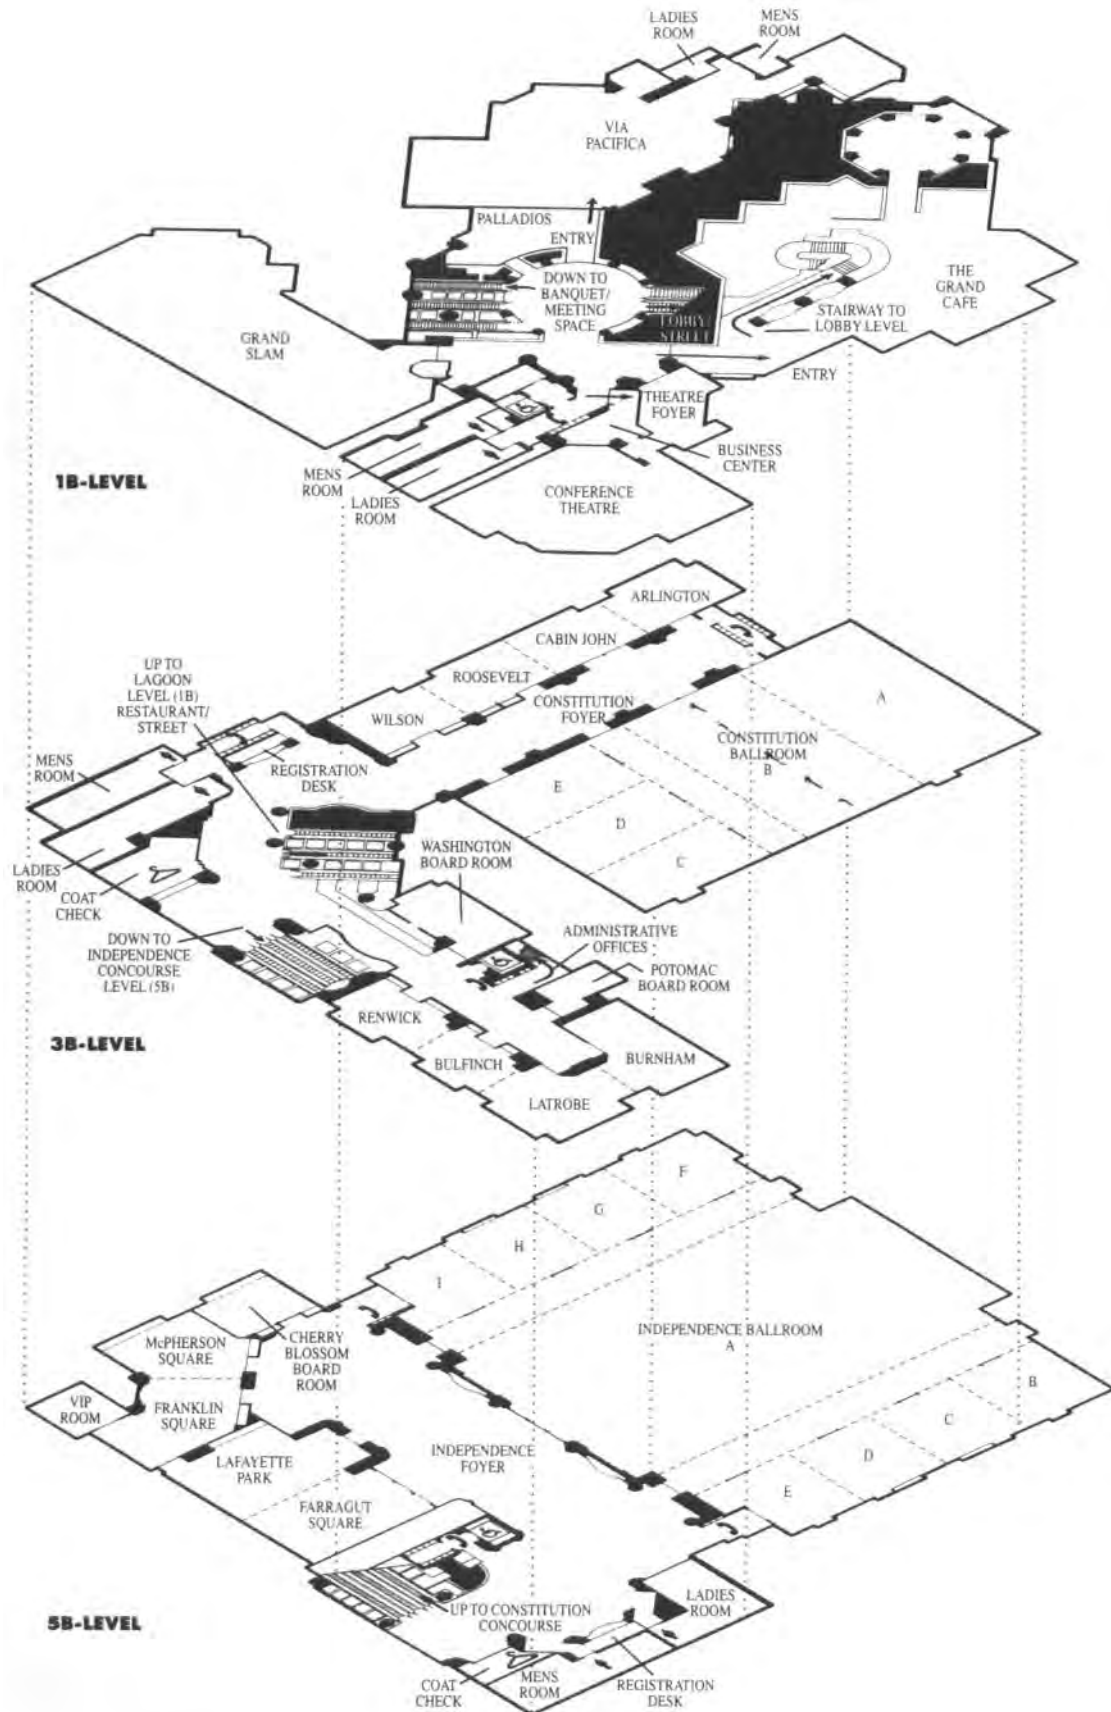 LADIES
ROOM
MENS
ROOM
VIA
PACIFICA
PALLADIOS
ENTRY
DOWN TO
BANQUET/
MEETING
SPACE
LOBBY/
STREET
THE
GRAND
CAFE
STAIRWAY TO
LOBBY LEVEL
GRAND
SLAM
ENTRY
THEATRE
FOYER
BUSINESS
CENTER
MENS
ROOM
LADIES
ROOM
CONFERENCE
THEATRE
1B-LEVEL
ARLINGTON
CABIN JOHN
ROOSEVELT
WILSON
CONSTITUTION
FOYER
UP TO
LAGOON
LEVEL (1B)
RESTAURANT/
STREET
A
CONSTITUTION
BALLROOM
B
MENS
ROOM
REGISTRATION
DESK
E
D
C
WASHINGTON
BOARD ROOM
LADIES
ROOM
COAT
CHECK
DOWN TO
INDEPENDENCE
CONCOURSE
LEVEL (5B)
ADMINISTRATIVE
OFFICES
POTOMAC
BOARD ROOM
RENWICK
BULFINCH
BURNHAM
LATROBE
3B-LEVEL
F
G
H
I
INDEPENDENCE BALLROOM
A
B
C
D
E
McPHERSON
SQUARE
CHERRY
BLOSSOM
BOARD
ROOM
VIP
ROOM
FRANKLIN
SQUARE
LAFAYETTE
PARK
INDEPENDENCE
FOYER
FARRAGUT
SQUARE
UP TO CONSTITUTION
CONCOURSE
LADIES
ROOM
COAT
CHECK
MENS
ROOM
REGISTRATION
DESK
5B-LEVEL